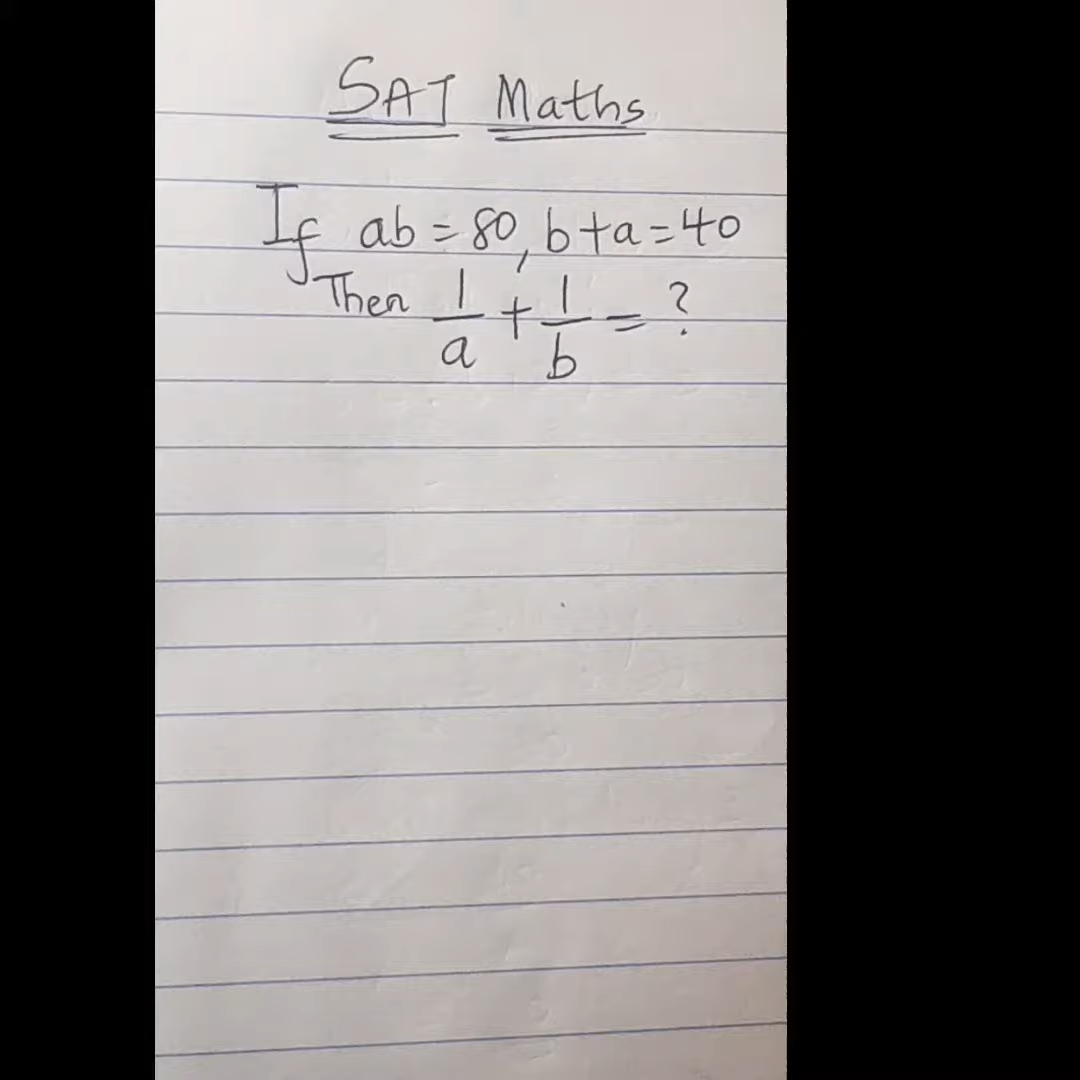 SAT Maths
If ab = 80, b+a = 40
Then 1/a + 1/b = ?